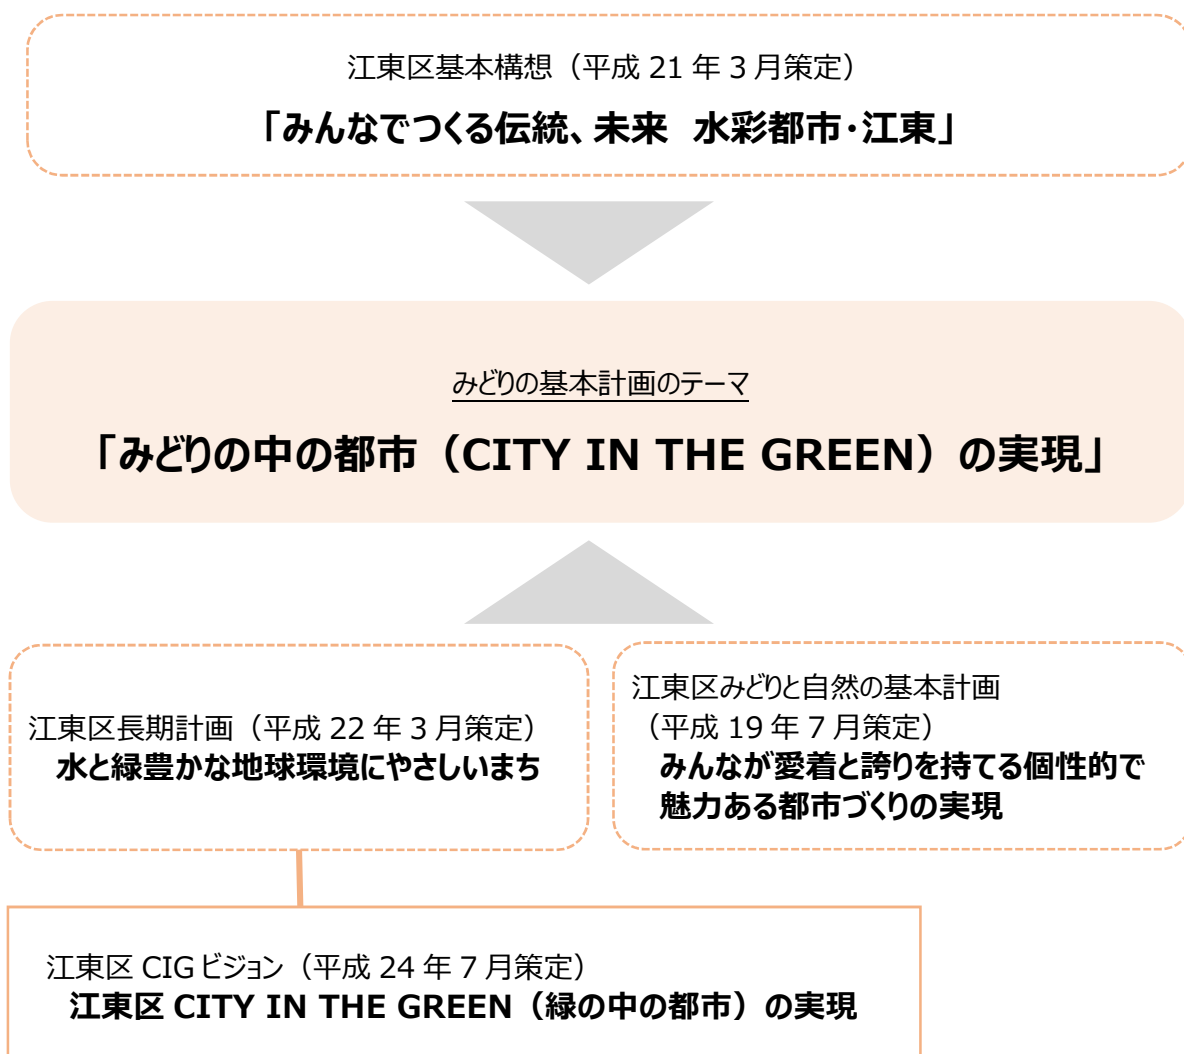 江東区基本構想（平成 21 年 3 月策定）
「みんなでつくる伝統、未来 水彩都市・江東」
みどりの基本計画のテーマ
「みどりの中の都市（CITY IN THE GREEN）の実現」
江東区長期計画（平成 22 年 3 月策定）
水と緑豊かな地球環境にやさしいまち
江東区みどりと自然の基本計画
（平成 19 年 7 月策定）
みんなが愛着と誇りを持てる個性的で
魅力ある都市づくりの実現
江東区 CIG ビジョン（平成 24 年 7 月策定）
江東区 CITY IN THE GREEN（緑の中の都市）の実現